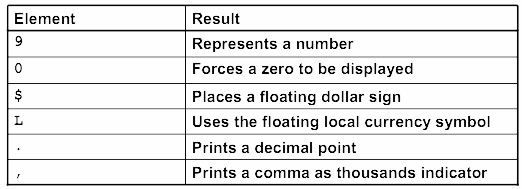 Element Result
9 Represents a number
0 Forces a zero to be displayed
$ Places a floating dollar sign
L Uses the floating local currency symbol
. Prints a decimal point
, Prints a comma as thousands indicator